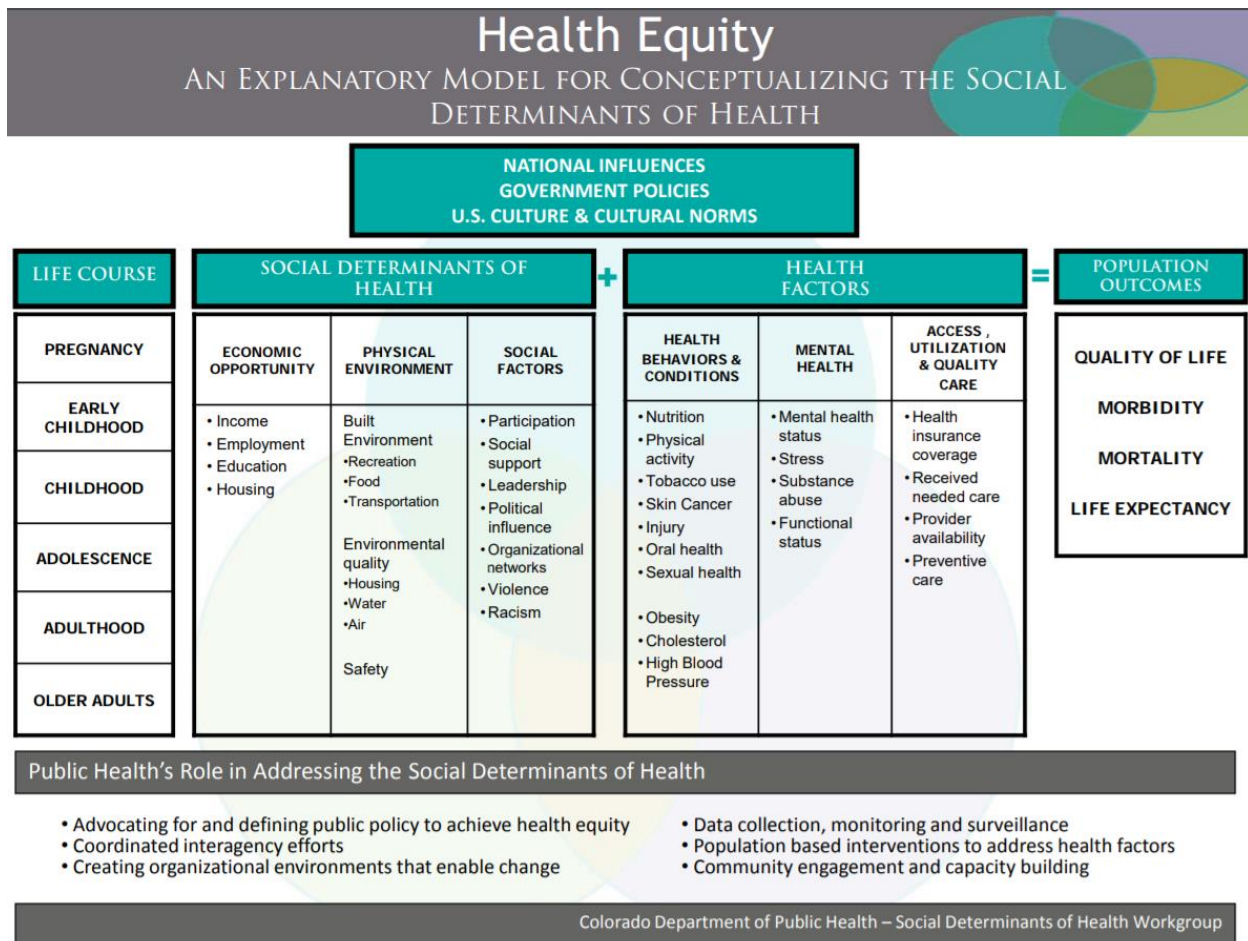 Health Equity
AN EXPLANATORY MODEL FOR CONCEPTUALIZING THE SOCIAL
DETERMINANTS OF HEALTH
NATIONAL INFLUENCES
GOVERNMENT POLICIES
U.S. CULTURE & CULTURAL NORMS
LIFE COURSE
PREGNANCY
EARLY
CHILDHOOD
CHILDHOOD
ADOLESCENCE
ADULTHOOD
OLDER ADULTS
SOCIAL DETERMINANTS OF
HEALTH
ECONOMIC
OPPORTUNITY
• Income
• Employment
• Education
• Housing
PHYSICAL
ENVIRONMENT
Built
Environment
•Recreation
•Food
•Transportation
Environmental
quality
•Housing
•Water
•Air
Safety
SOCIAL
FACTORS
• Participation
• Social
support
• Leadership
• Political
influence
• Organizational
networks
• Violence
• Racism
+
HEALTH
FACTORS
HEALTH
BEHAVIORS &
CONDITIONS
• Nutrition
• Physical
activity
• Tobacco use
• Skin Cancer
• Injury
• Oral health
• Sexual health
• Obesity
• Cholesterol
• High Blood
Pressure
MENTAL
HEALTH
• Mental health
status
• Stress
• Substance
abuse
• Functional
status
ACCESS ,
UTILIZATION
& QUALITY
CARE
• Health
insurance
coverage
• Received
needed care
• Provider
availability
• Preventive
care
=
POPULATION
OUTCOMES
QUALITY OF LIFE
MORBIDITY
MORTALITY
LIFE EXPECTANCY
Public Health's Role in Addressing the Social Determinants of Health
• Advocating for and defining public policy to achieve health equity
• Coordinated interagency efforts
• Creating organizational environments that enable change
• Data collection, monitoring and surveillance
• Population based interventions to address health factors
• Community engagement and capacity building
Colorado Department of Public Health – Social Determinants of Health Workgroup